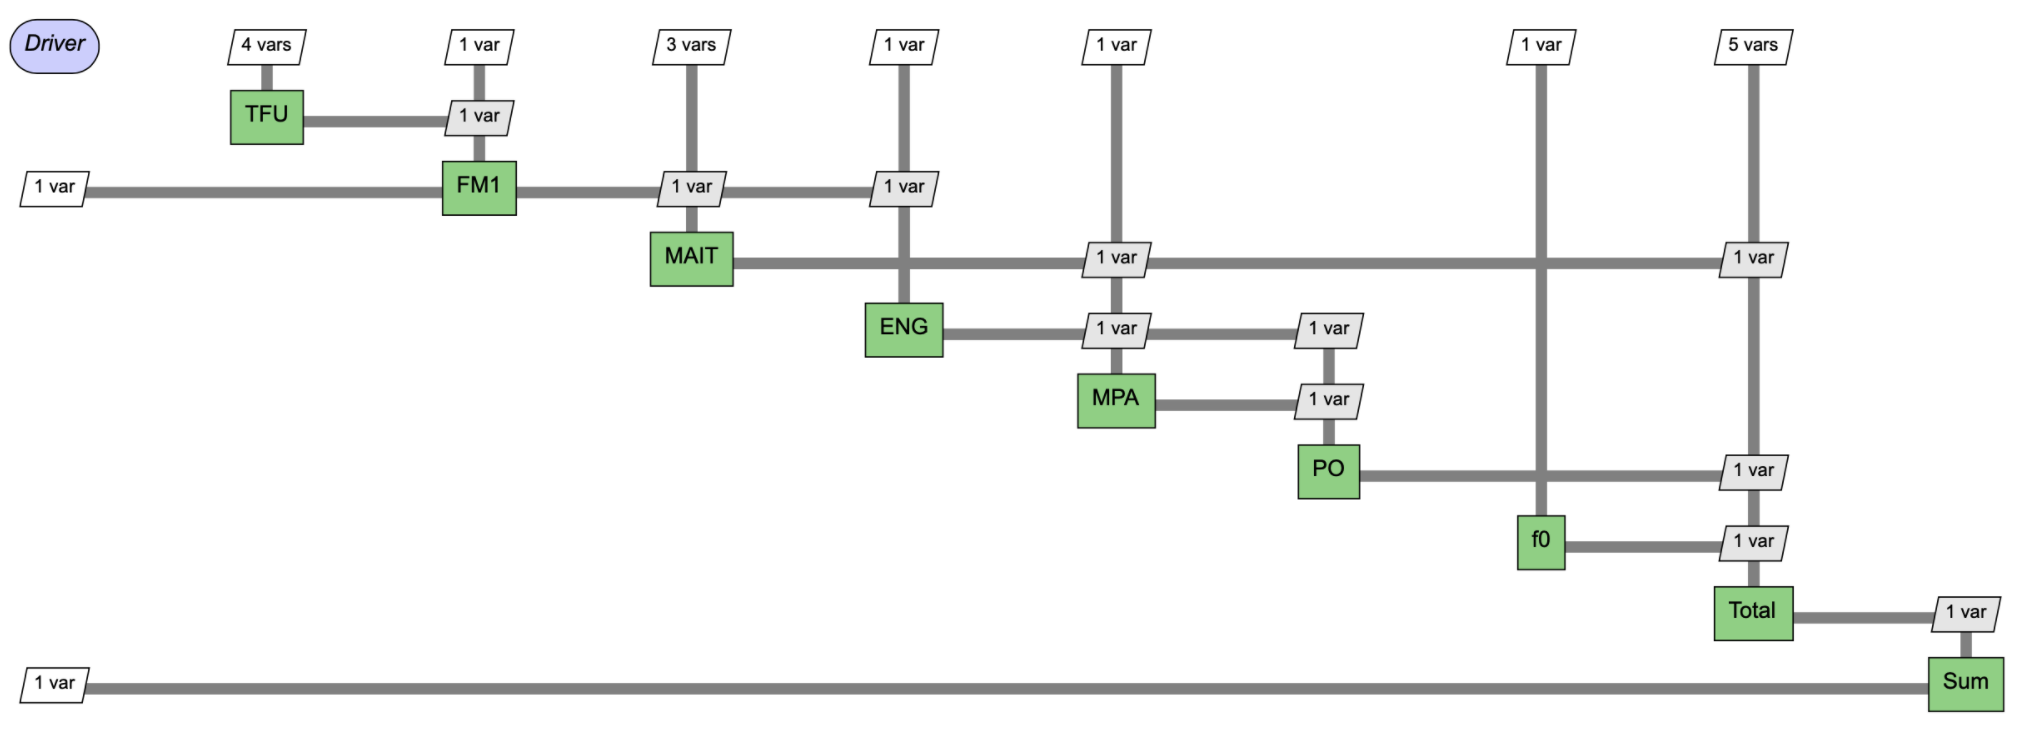 Driver
4 vars
1 var
3 vars
1 var
1 var
1 var
5 vars
TFU
1 var
1 var
FM1
1 var
1 var
MAIT
1 var
1 var
ENG
1 var
1 var
MPA
1 var
PO
1 var
f0
1 var
Total
1 var
1 var
Sum